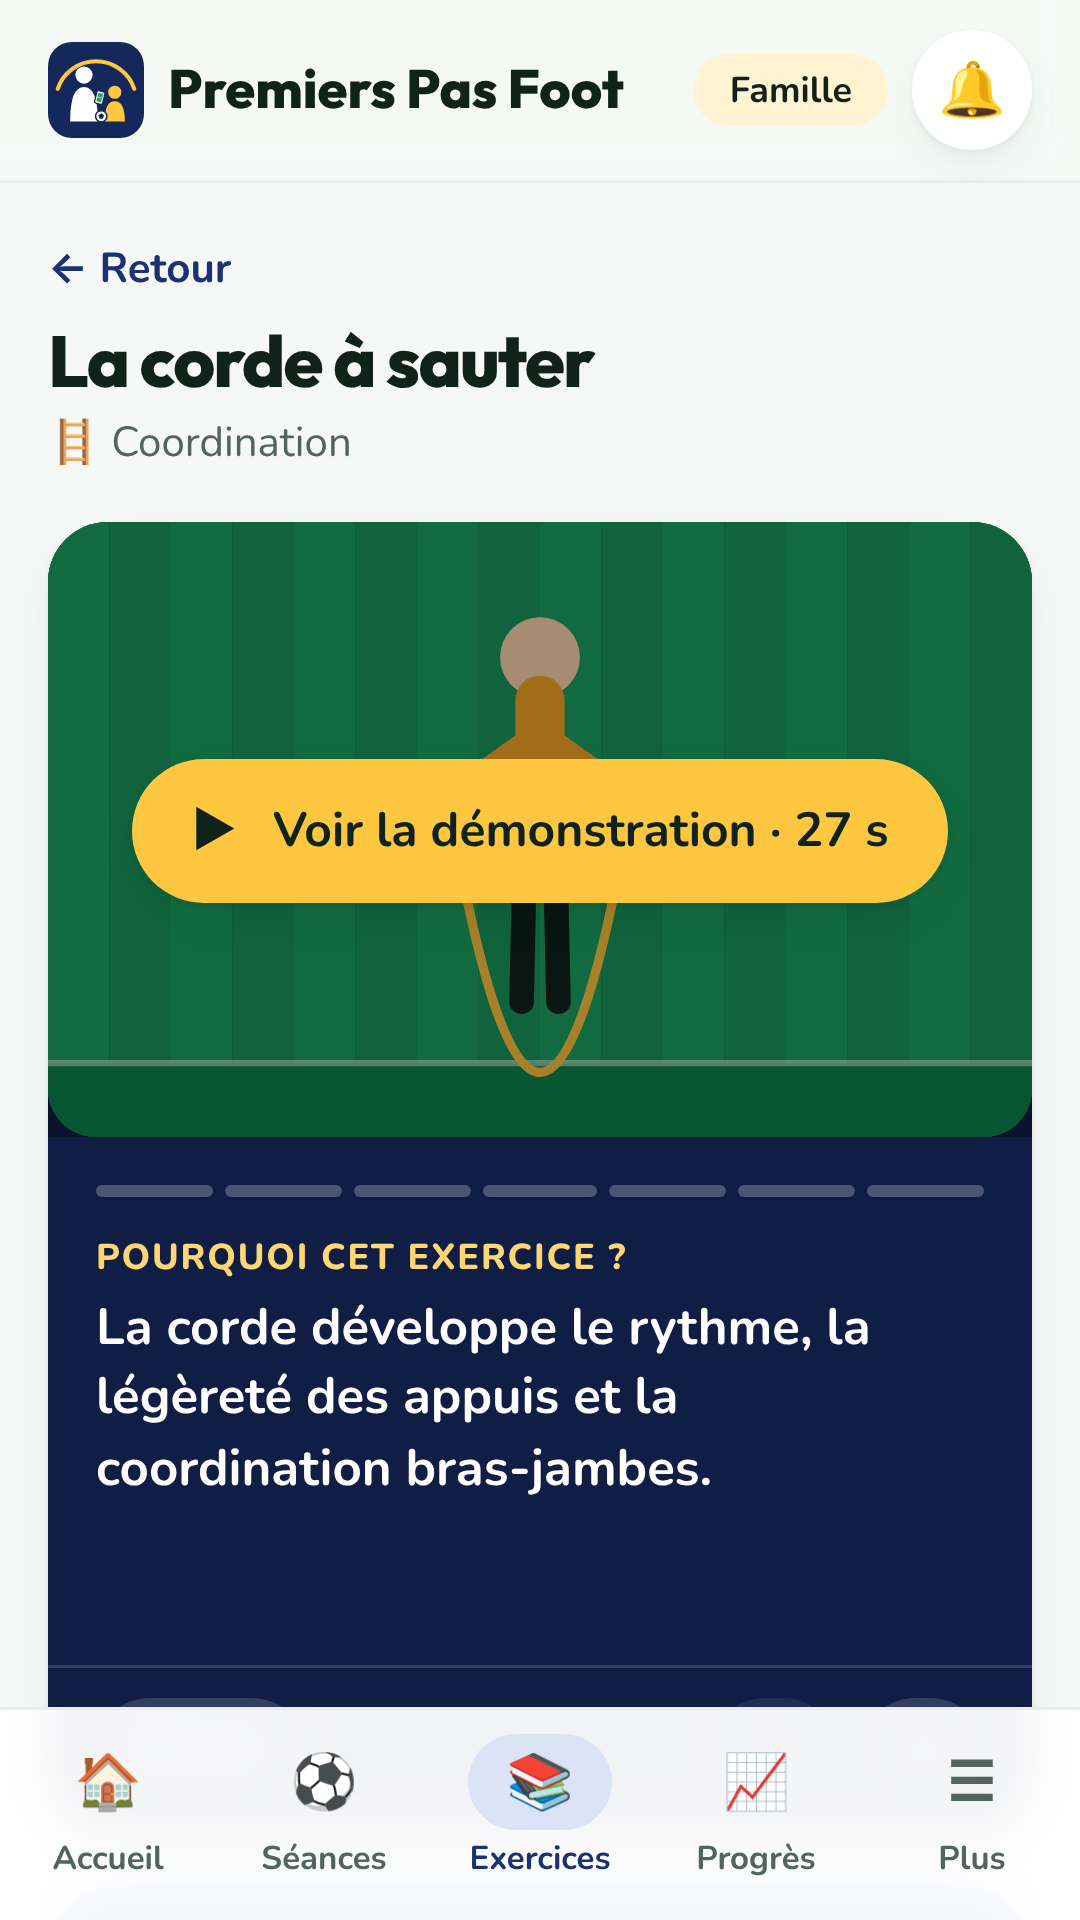 Premiers Pas Foot
Famille
← Retour
La corde à sauter
Coordination
▶ Voir la démonstration · 27 s
POURQUOI CET EXERCICE ?
La corde développe le rythme, la
légèreté des appuis et la
coordination bras-jambes.
Accueil
Séances
Exercices
Progrès
Plus